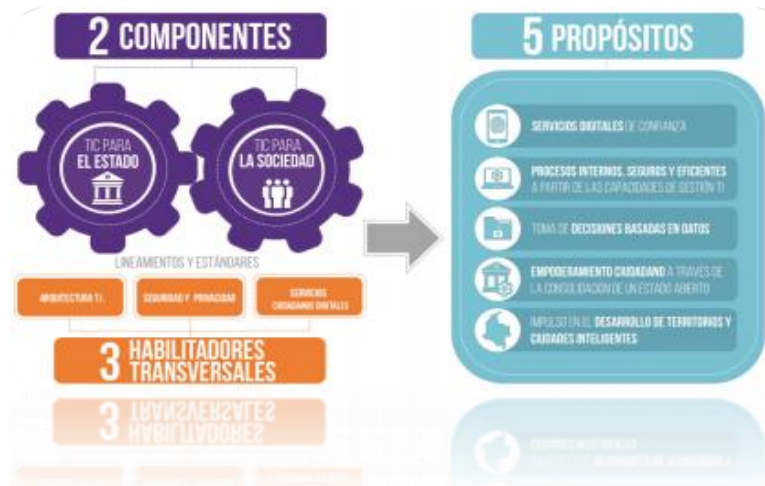 2 COMPONENTES
TIC PARA
EL ESTADO
TIC PARA
LA SOCIEDAD
LINEAMIENTOS Y ESTÁNDARES
ARQUITECTURA T.I.
SEGURIDAD Y PRIVACIDAD
SERVICIOS
CIUDADANOS DIGITALES
3 HABILITADORES
TRANSVERSALES
5 PROPÓSITOS
SERVICIOS DIGITALES DE CONFIANZA
PROCESOS INTERNOS, SEGUROS Y EFICIENTES
A PARTIR DE LAS CAPACIDADES DE GESTIÓN TI
TOMA DE DECISIONES BASADAS EN DATOS
EMPODERAMIENTO CIUDADANO A TRAVÉS DE
LA CONSOLIDACIÓN DE UN ESTADO ABIERTO
IMPULSO EN EL DESARROLLO DE TERRITORIOS Y
CIUDADES INTELIGENTES